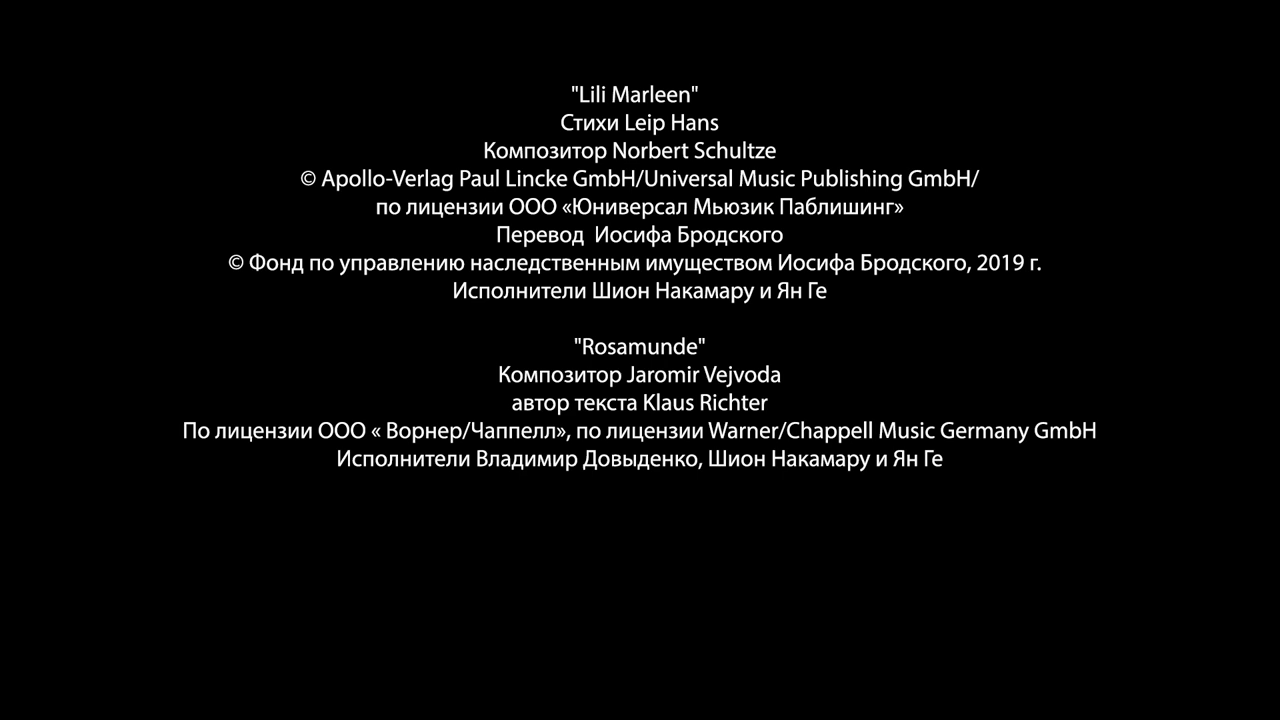 "Lili Marleen"
Стихи Leip Hans
Композитор Norbert Schultze
© Apollo-Verlag Paul Lincke GmbH/Universal Music Publishing GmbH/
по лицензии ООО «Юниверсал Мьюзик Паблишинг»
Перевод  Иосифа Бродского
© Фонд по управлению наследственным имуществом Иосифа Бродского, 2019 г.
Исполнители Шион Накамару и Ян Ге
"Rosamunde"
Композитор Jaromir Vejvoda
автор текста Klaus Richter
По лицензии ООО « Ворнер/Чаппелл», по лицензии Warner/Chappell Music Germany GmbH
Исполнители Владимир Довыденко, Шион Накамару и Ян Ге